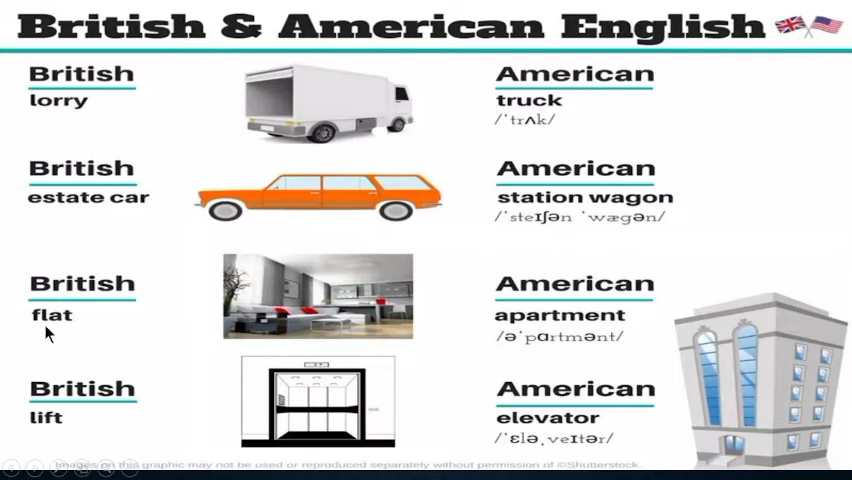 British & American English
British American
lorry truck
/ˈtrʌk/
British American
estate car station wagon
/ˈsteɪʃən ˈwægən/
British American
flat apartment
/əˈpɑrtmənt/
British American
lift elevator
/ˈɛləˌveɪtər/
Images on this graphic may not be used or reproduced separately without permission of ©Shutterstock.